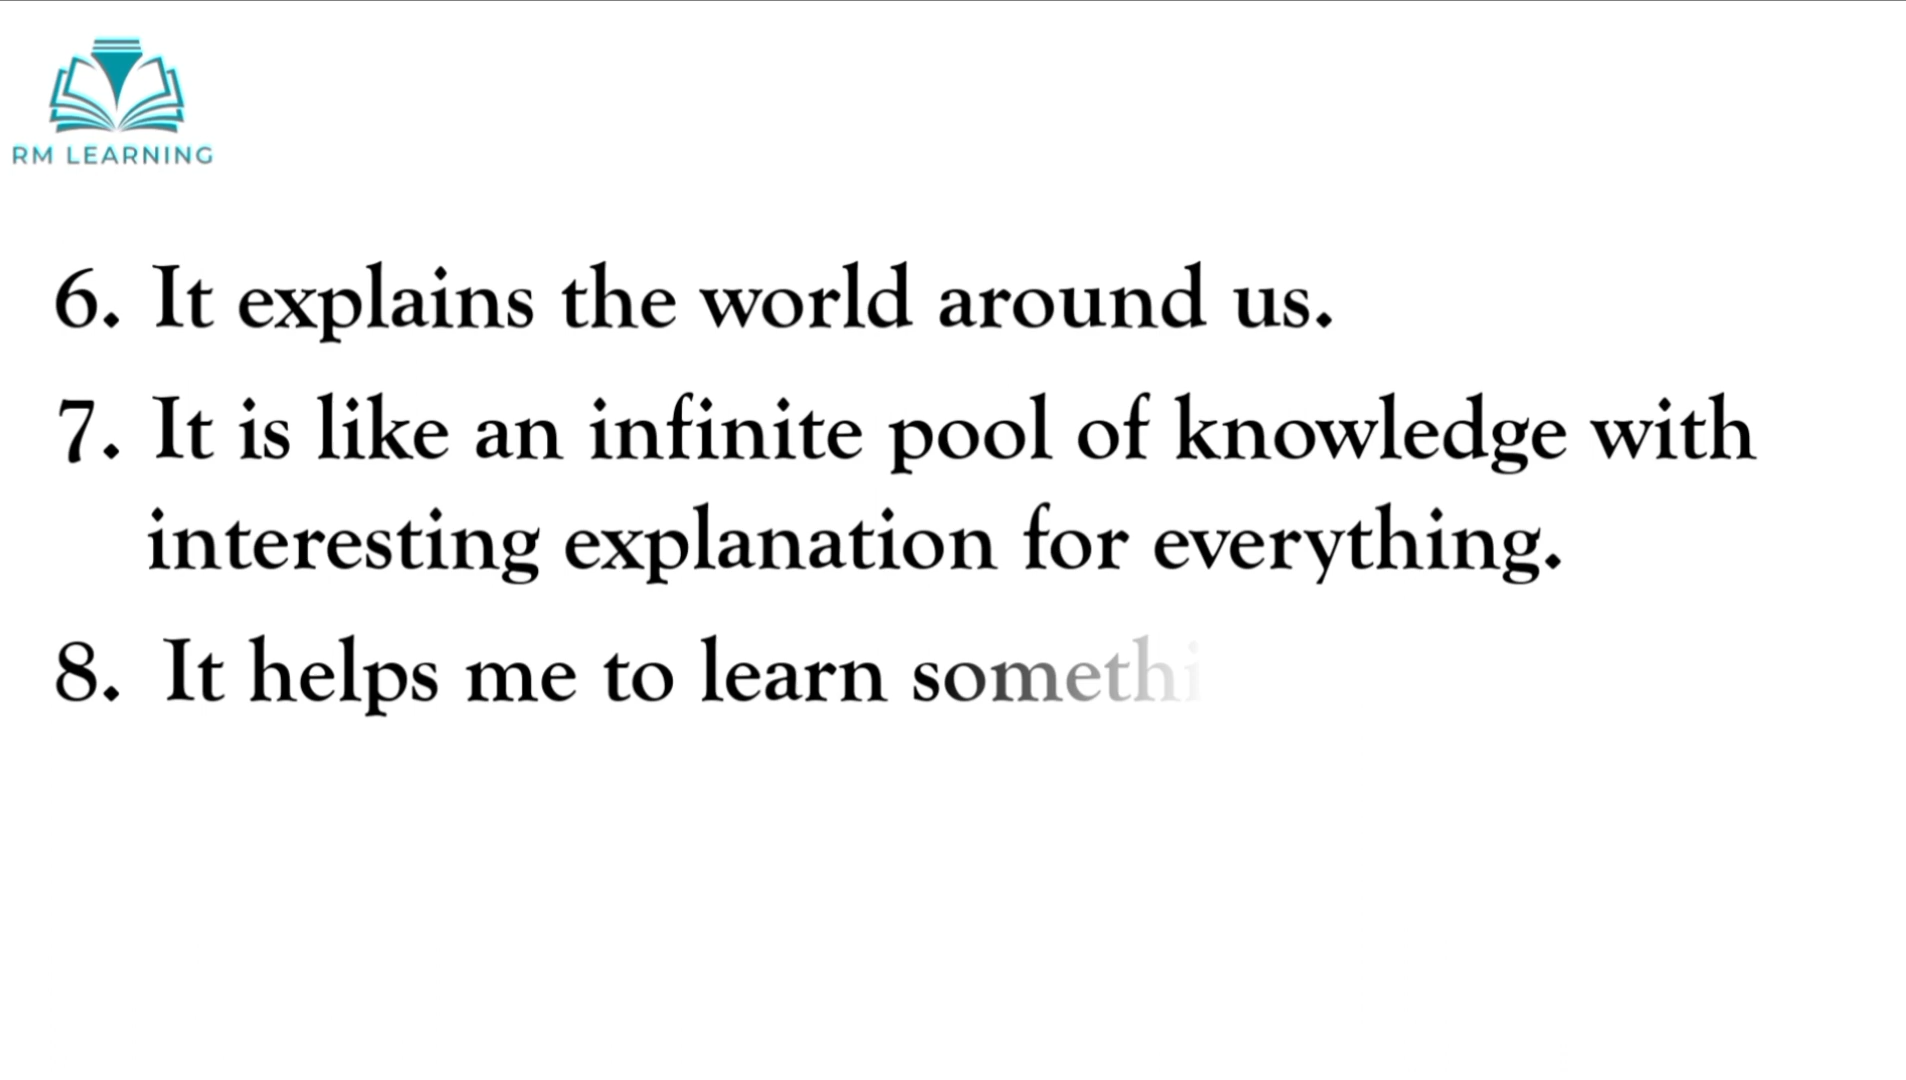 RM LEARNING
6. It explains the world around us.
7. It is like an infinite pool of knowledge with
interesting explanation for everything.
8. It helps me to learn somethi